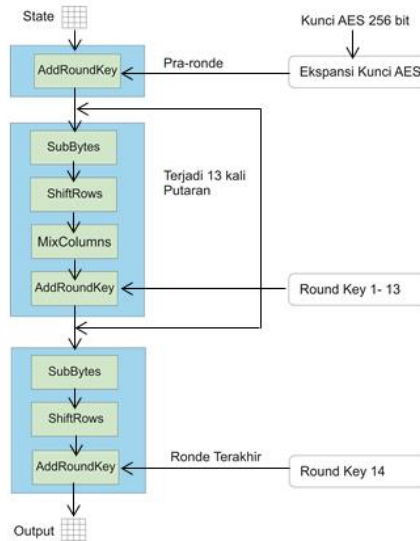 State
Kunci AES 256 bit
AddRoundKey
Pra-ronde
Ekspansi Kunci AES
SubBytes
ShiftRows
MixColumns
AddRoundKey
Terjadi 13 kali
Putaran
Round Key 1- 13
SubBytes
ShiftRows
AddRoundKey
Ronde Terakhir
Round Key 14
Output